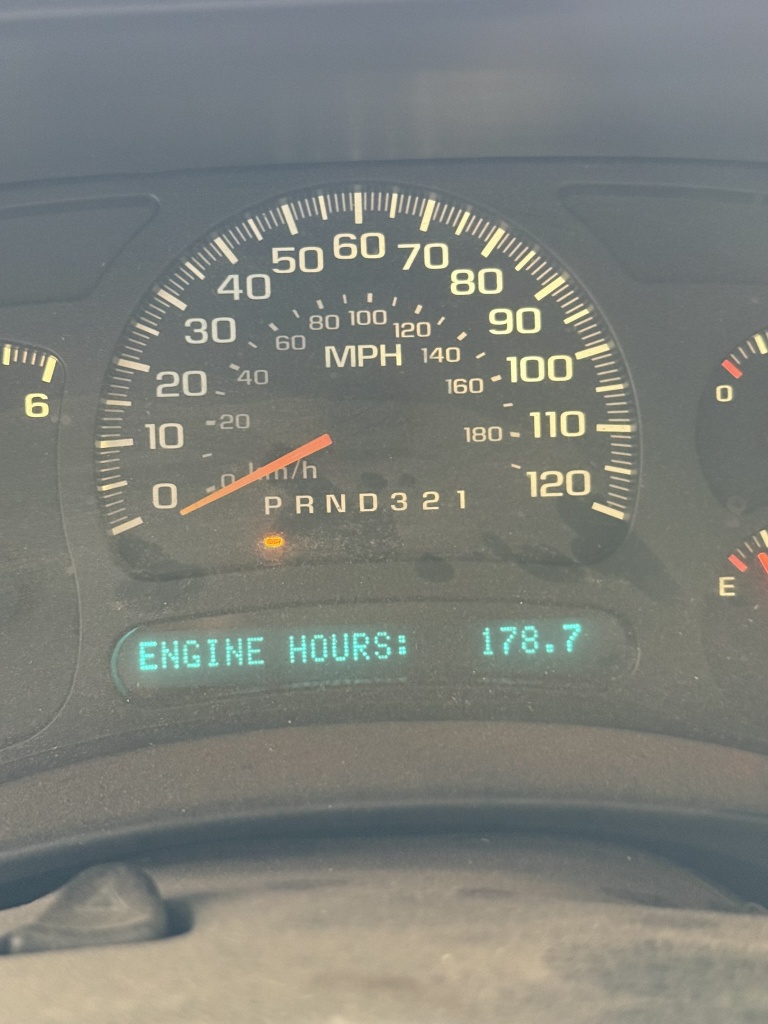 50 60 70
40 80
80 100 120
30 60 90
MPH 140
20 40 160 100
6 0
20
10 180 110
0 km/h
0 PRND321 120
E
ENGINE HOURS: 178.7